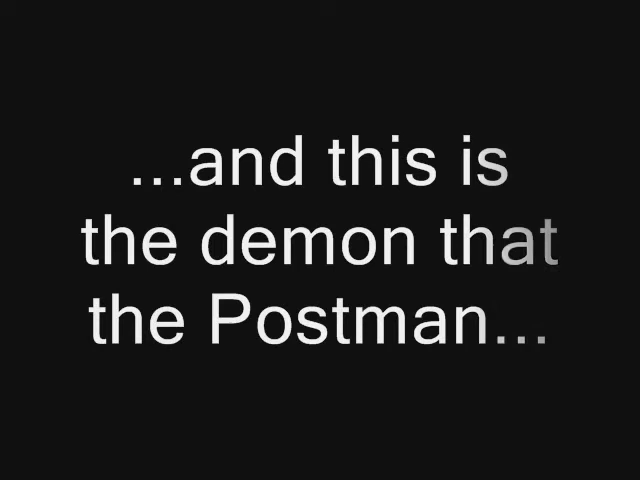 ...and this is
the demon that
the Postman...